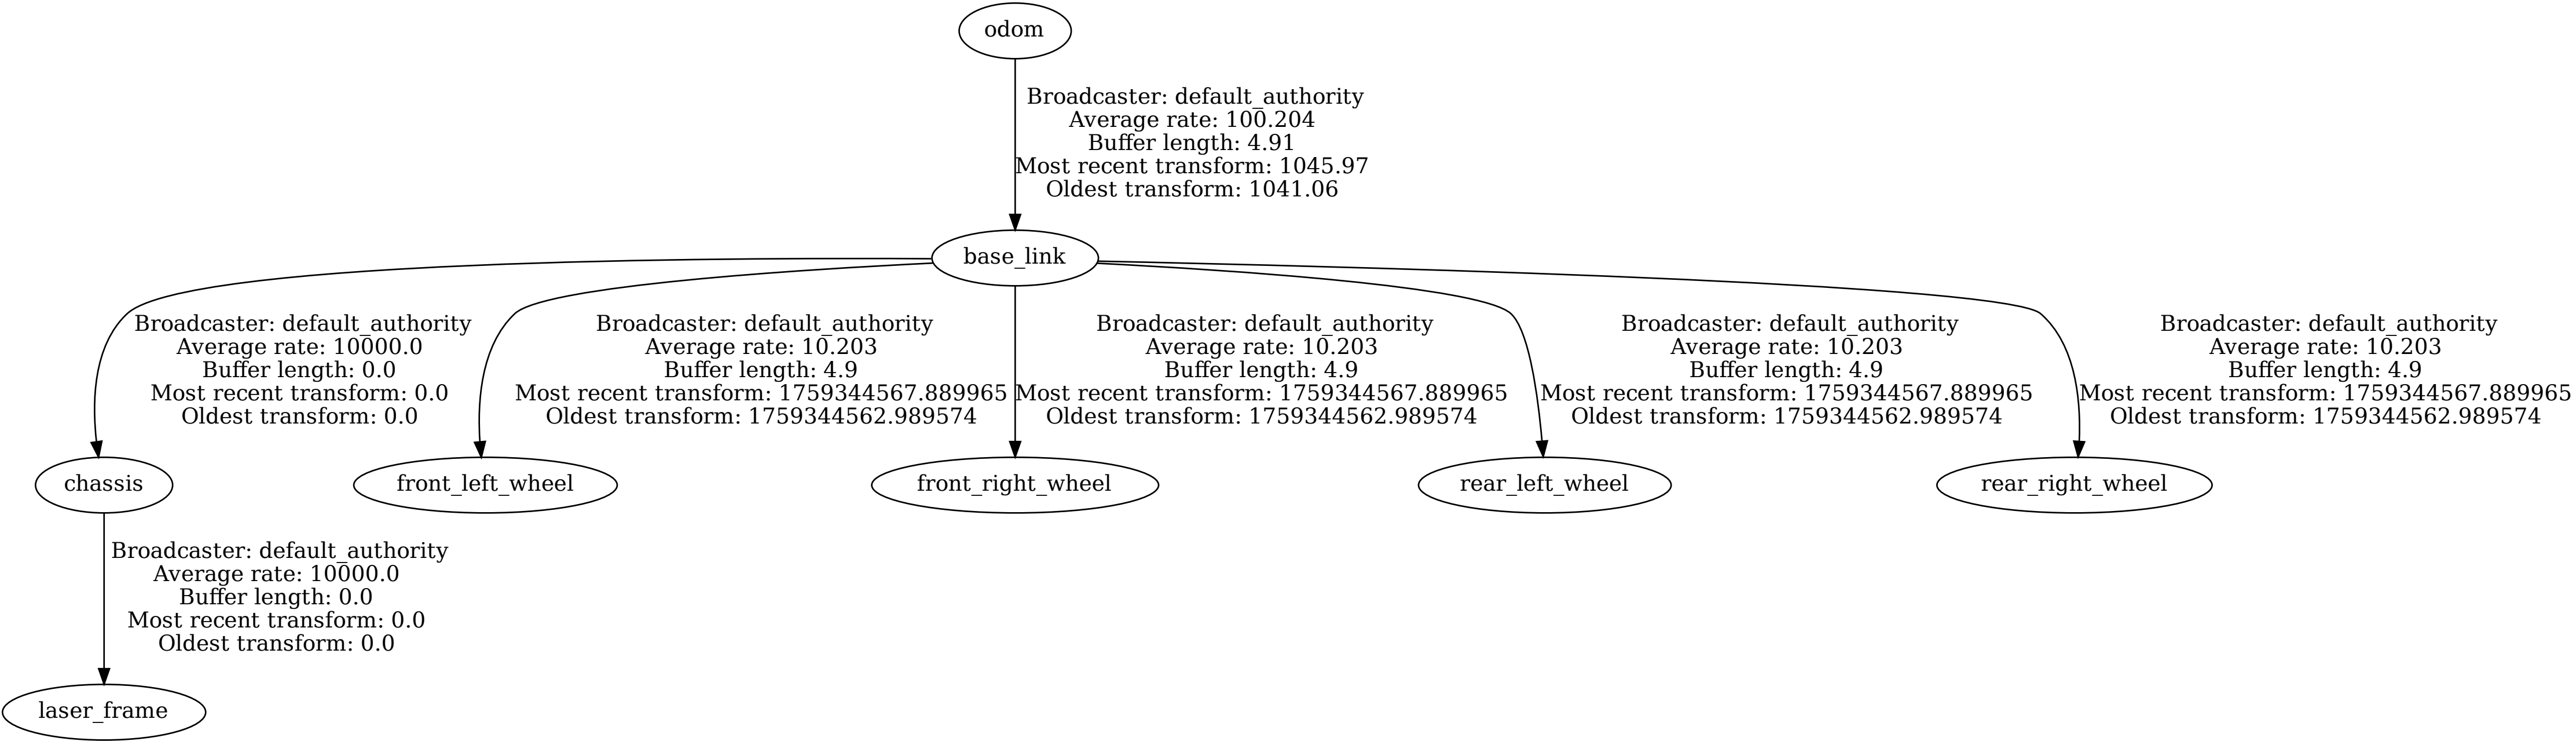 odom
Broadcaster: default_authority
Average rate: 100.204
Buffer length: 4.91
Most recent transform: 1045.97
Oldest transform: 1041.06
base_link
Broadcaster: default_authority
Average rate: 10000.0
Buffer length: 0.0
Most recent transform: 0.0
Oldest transform: 0.0
Broadcaster: default_authority
Average rate: 10.203
Buffer length: 4.9
Most recent transform: 1759344567.889965
Oldest transform: 1759344562.989574
Broadcaster: default_authority
Average rate: 10.203
Buffer length: 4.9
Most recent transform: 1759344567.889965
Oldest transform: 1759344562.989574
Broadcaster: default_authority
Average rate: 10.203
Buffer length: 4.9
Most recent transform: 1759344567.889965
Oldest transform: 1759344562.989574
Broadcaster: default_authority
Average rate: 10.203
Buffer length: 4.9
Most recent transform: 1759344567.889965
Oldest transform: 1759344562.989574
chassis
front_left_wheel
front_right_wheel
rear_left_wheel
rear_right_wheel
Broadcaster: default_authority
Average rate: 10000.0
Buffer length: 0.0
Most recent transform: 0.0
Oldest transform: 0.0
laser_frame